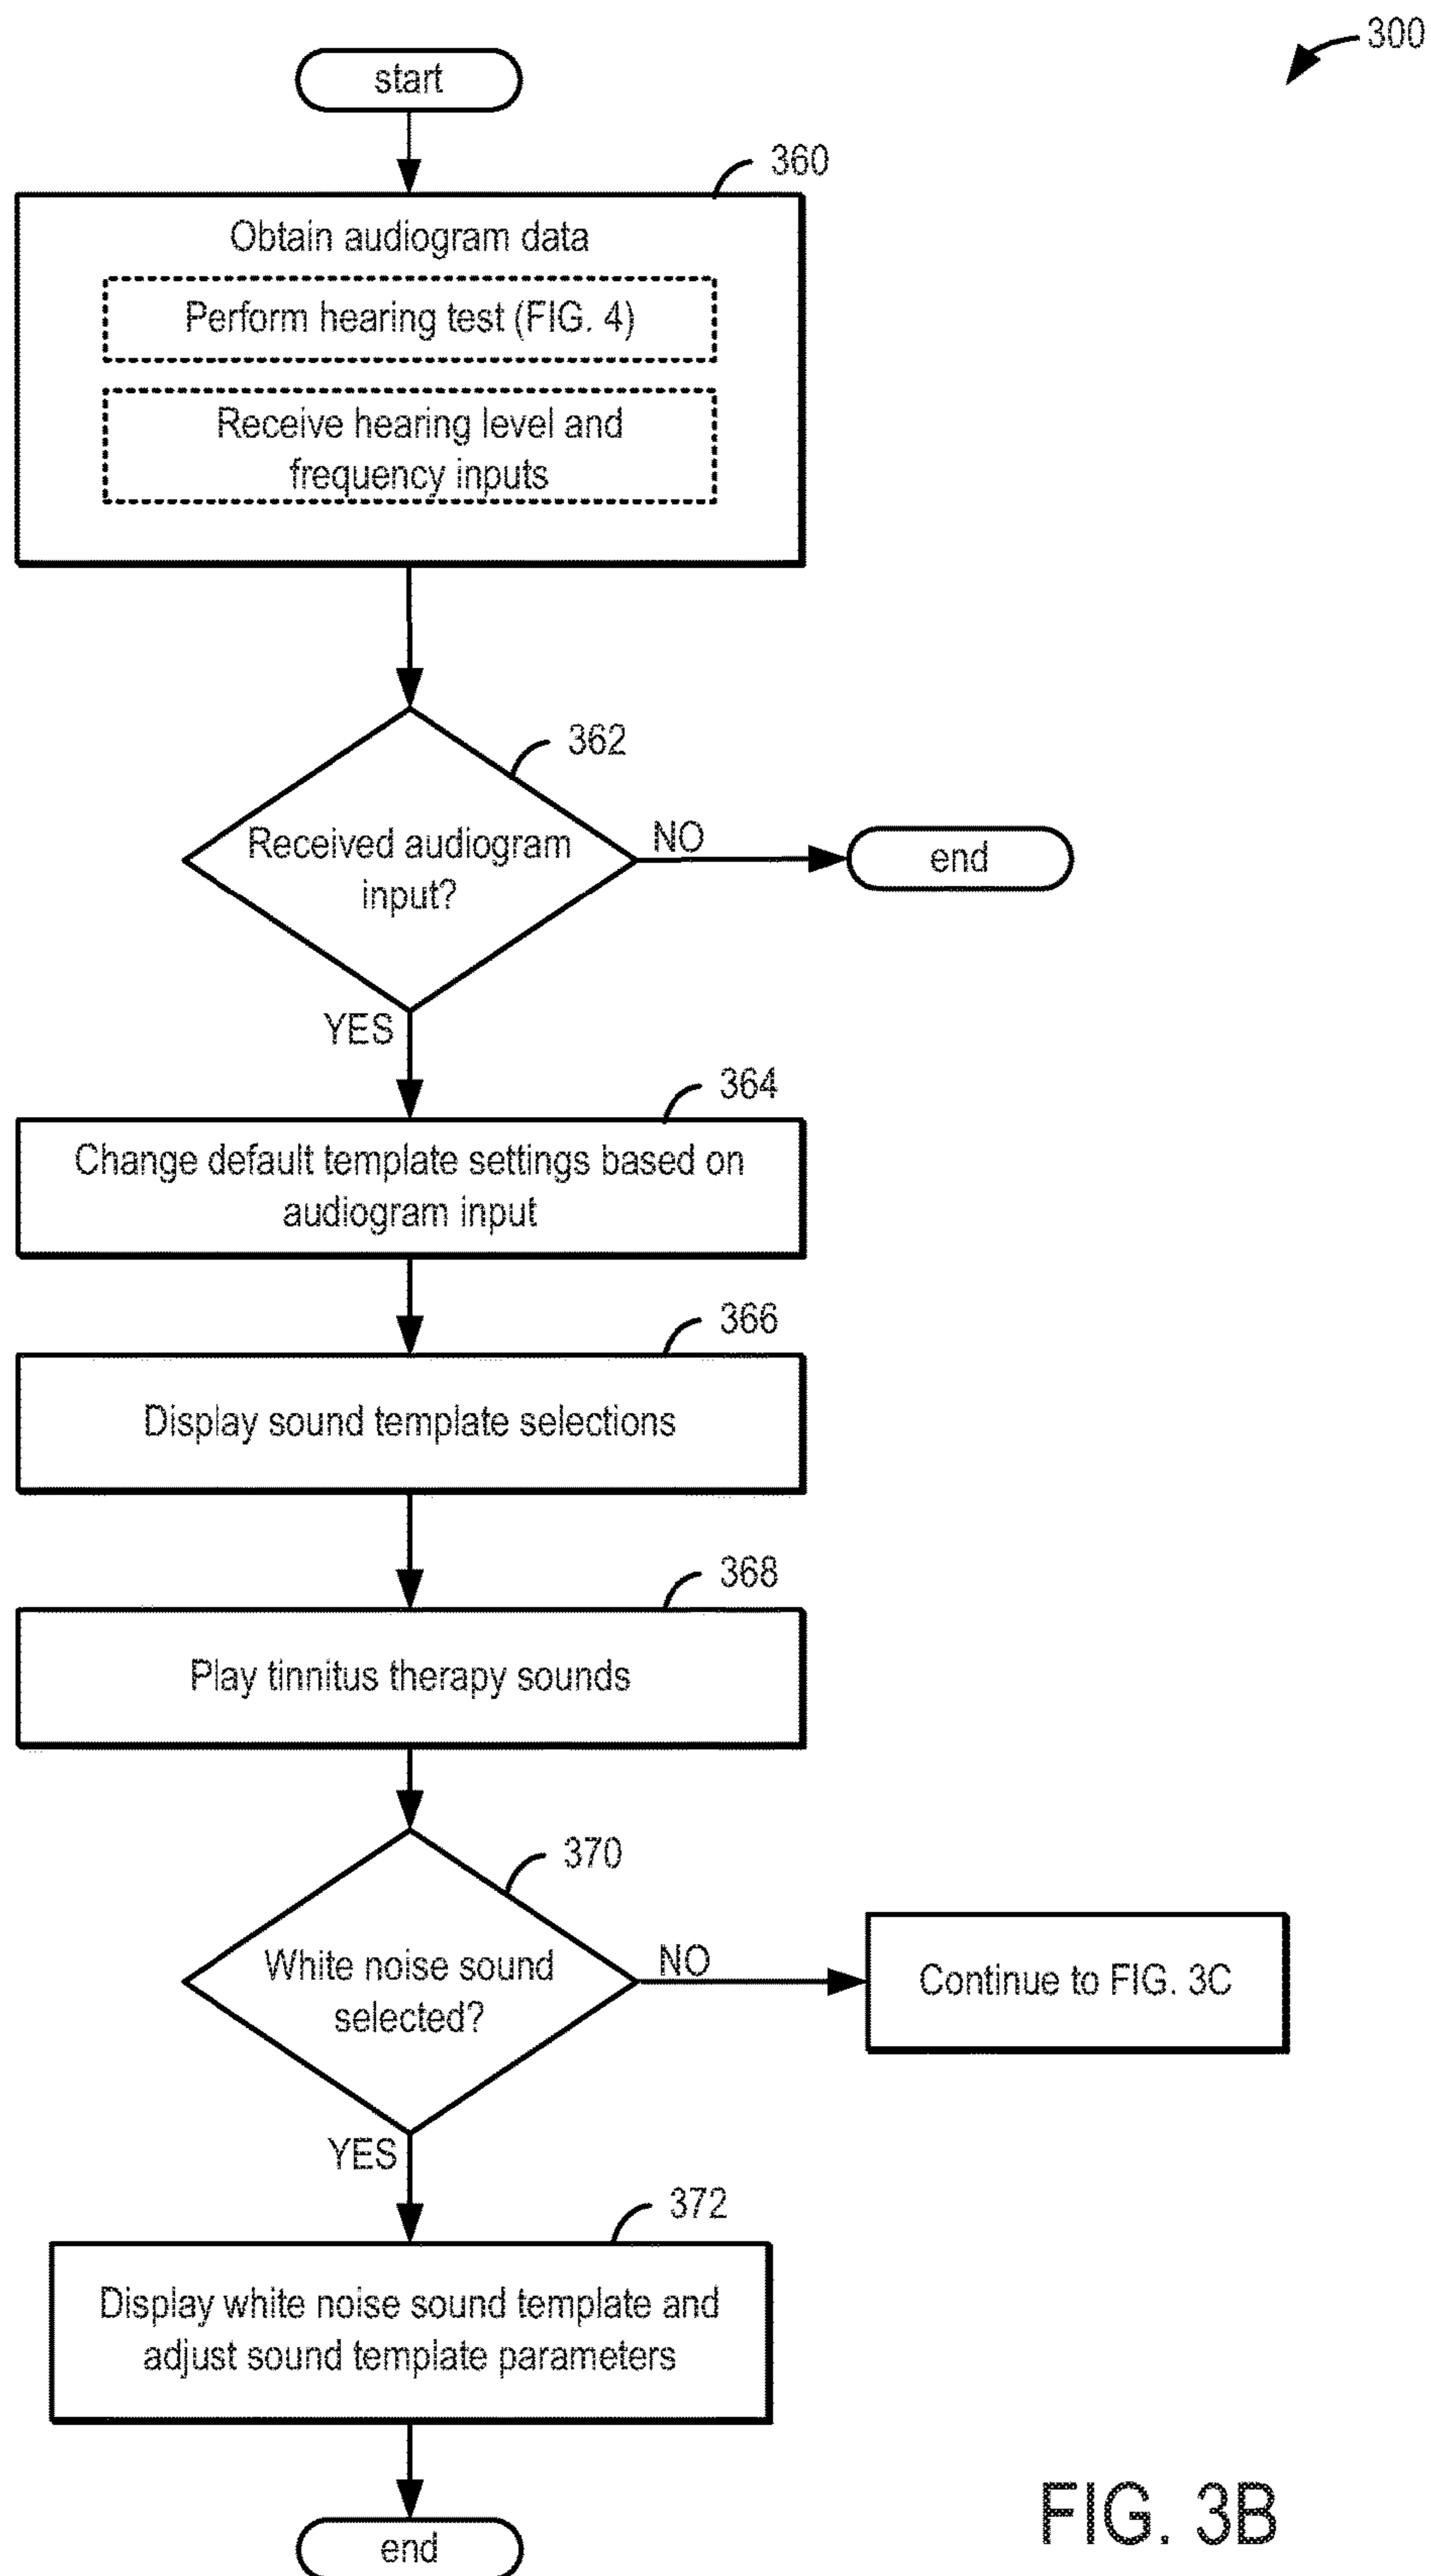 300
start
360
Obtain audiogram data
Perform hearing test (FIG. 4)
Receive hearing level and
frequency inputs
362
Received audiogram
input?
NO
end
YES
364
Change default template settings based on
audiogram input
366
Display sound template selections
368
Play tinnitus therapy sounds
370
White noise sound
selected?
NO
Continue to FIG. 3C
YES
372
Display white noise sound template and
adjust sound template parameters
end
FIG. 3B